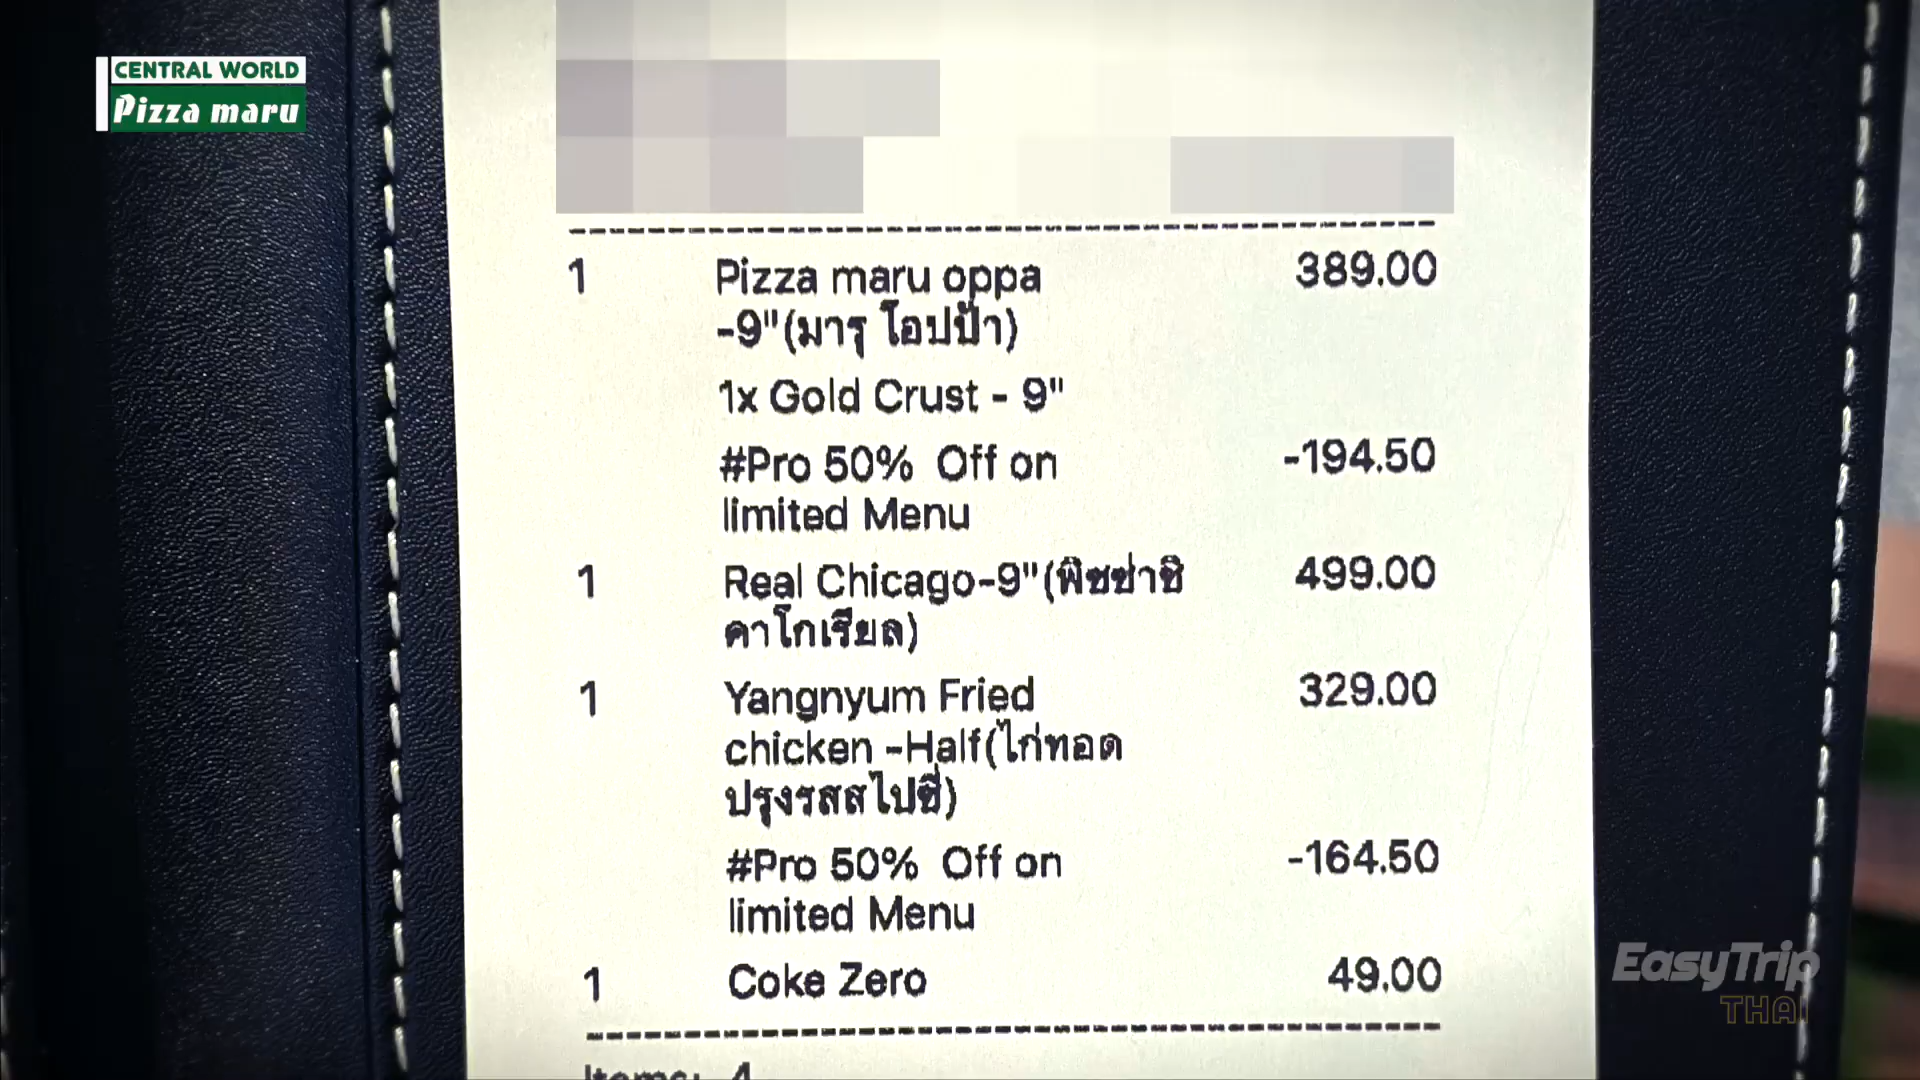 CENTRAL WORLD
Pizza maru
1 Pizza maru oppa 389.00
-9"(มารุ โอปป้า)
1x Gold Crust - 9"
#Pro 50% Off on -194.50
limited Menu
1 Real Chicago-9"(พิซซ่าชิ 499.00
คาโกเรียล)
1 Yangnyum Fried 329.00
chicken -Half(ไก่ทอด
ปรุงรสสไปซี่)
#Pro 50% Off on -164.50
limited Menu
1 Coke Zero 49.00
Items: 4
EasyTrip
THAI